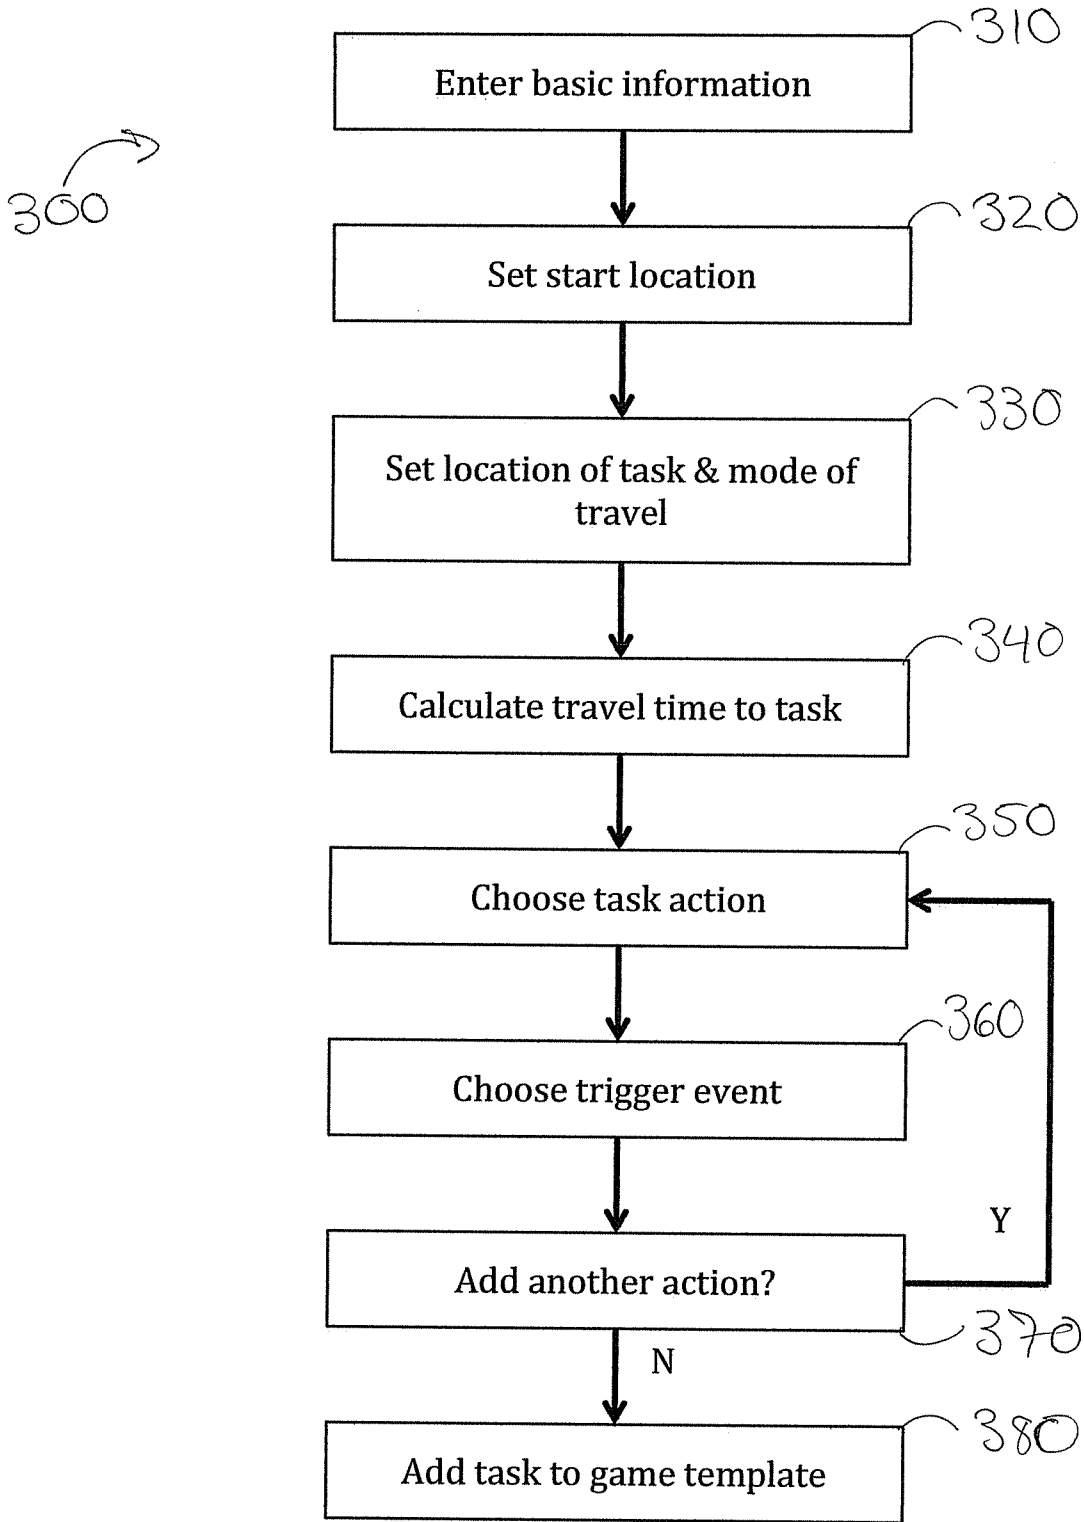 310
Enter basic information
300
320
Set start location
330
Set location of task & mode of
travel
340
Calculate travel time to task
350
Choose task action
360
Choose trigger event
Y
Add another action?
370
N
380
Add task to game template